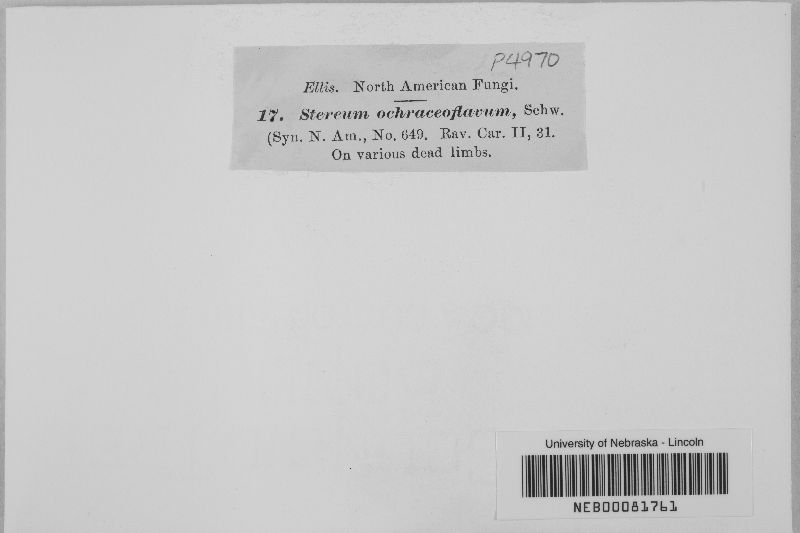 P4970
Ellis. North American Fungi.
17. Stereum ochraceoflavum, Schw.
(Syn. N. Am., No. 649. Rav. Car. II, 31.
On various dead limbs.
University of Nebraska - Lincoln
NEB00081761